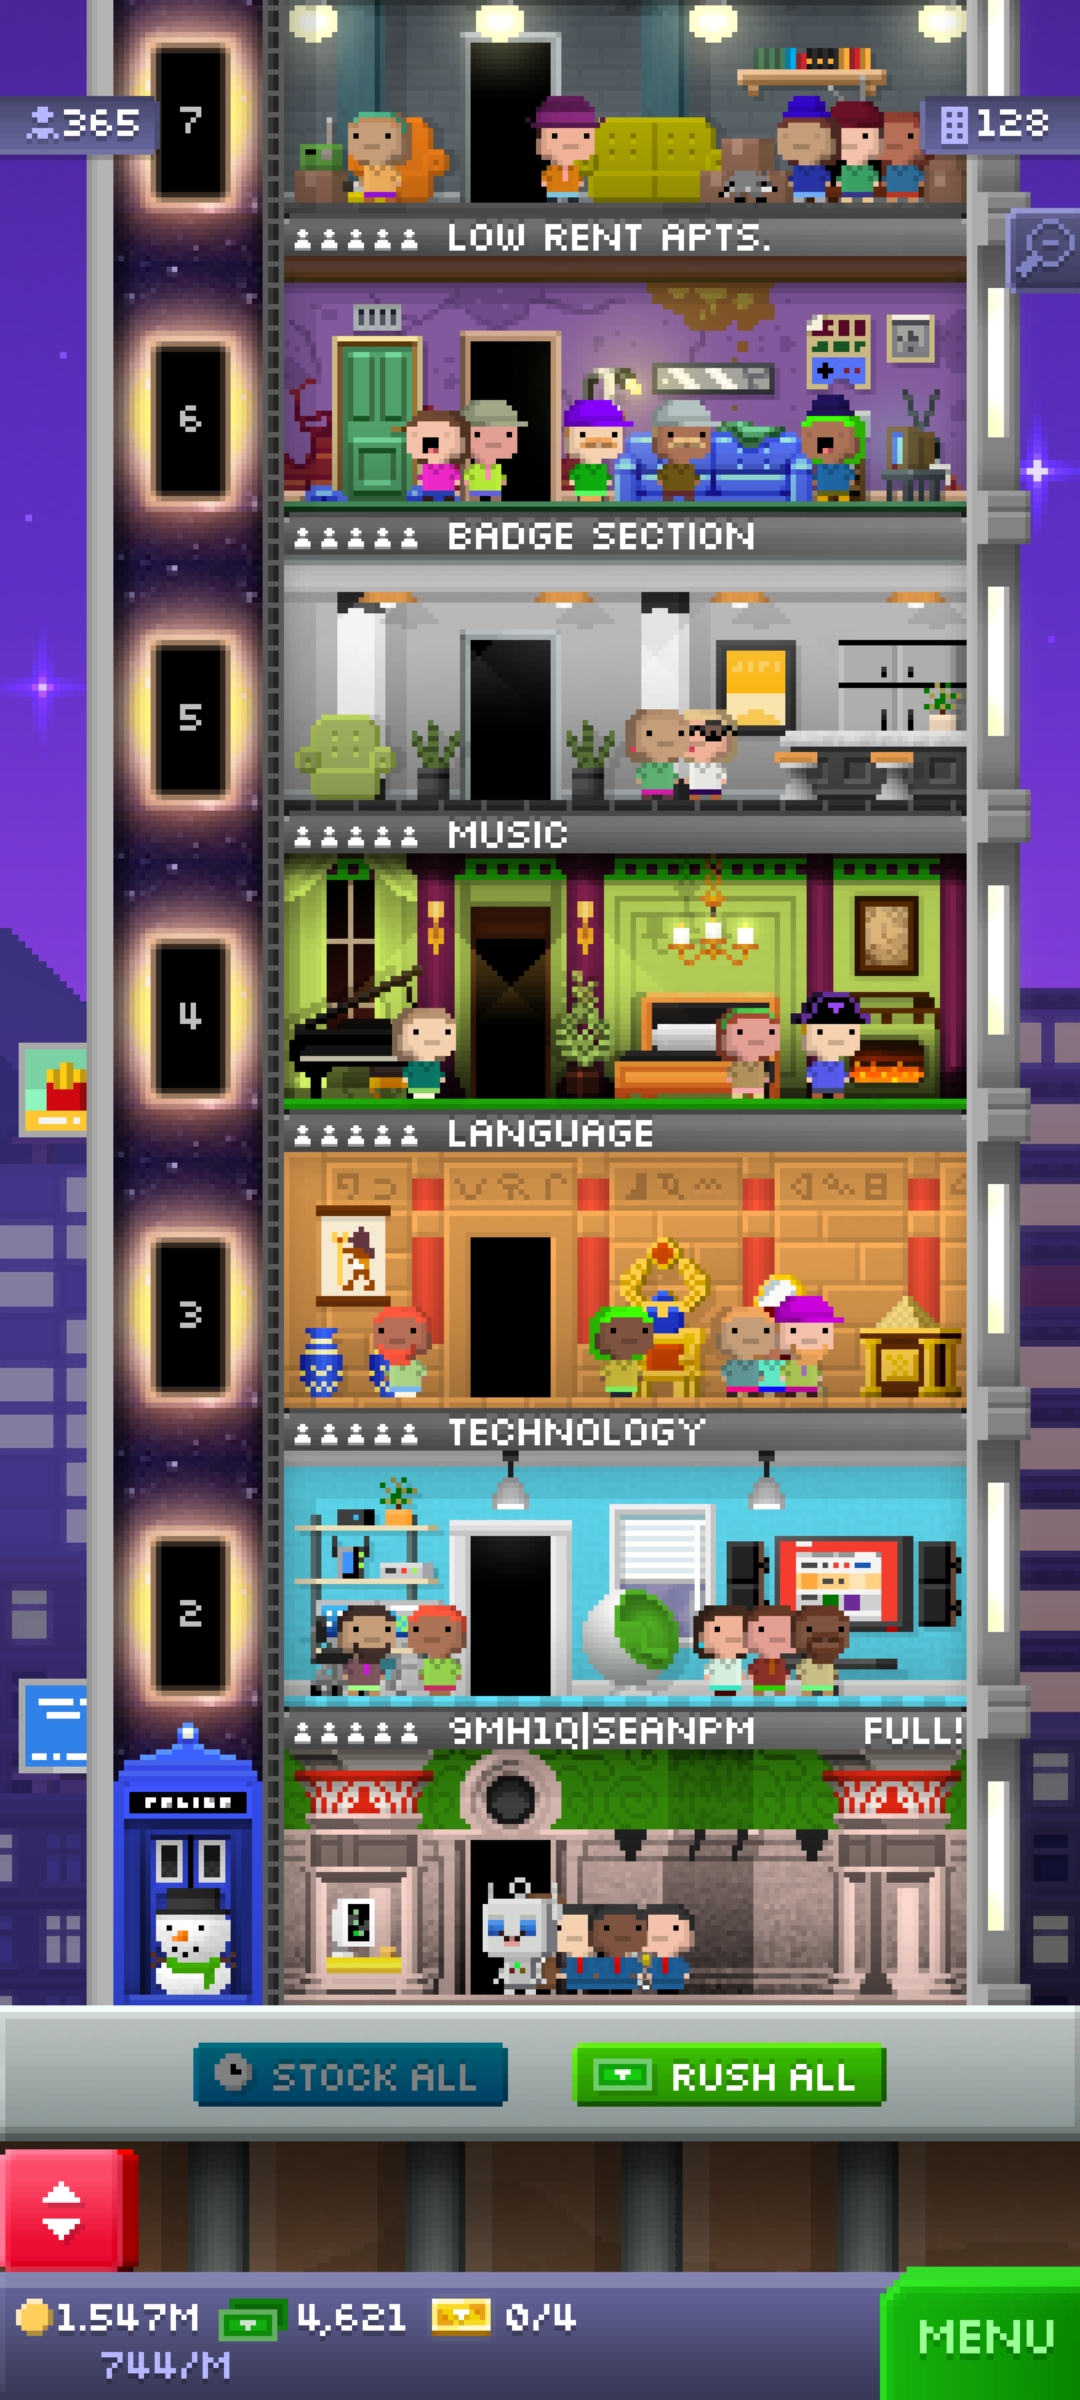 7
365
128
LOW RENT APTS.
6
BADGE SECTION
5
MUSIC
4
LANGUAGE
3
TECHNOLOGY
2
9MH1Q|SEANPM FULL!
POLICE
STOCK ALL
RUSH ALL
1.547M 4,621 0/4
744/M
MENU